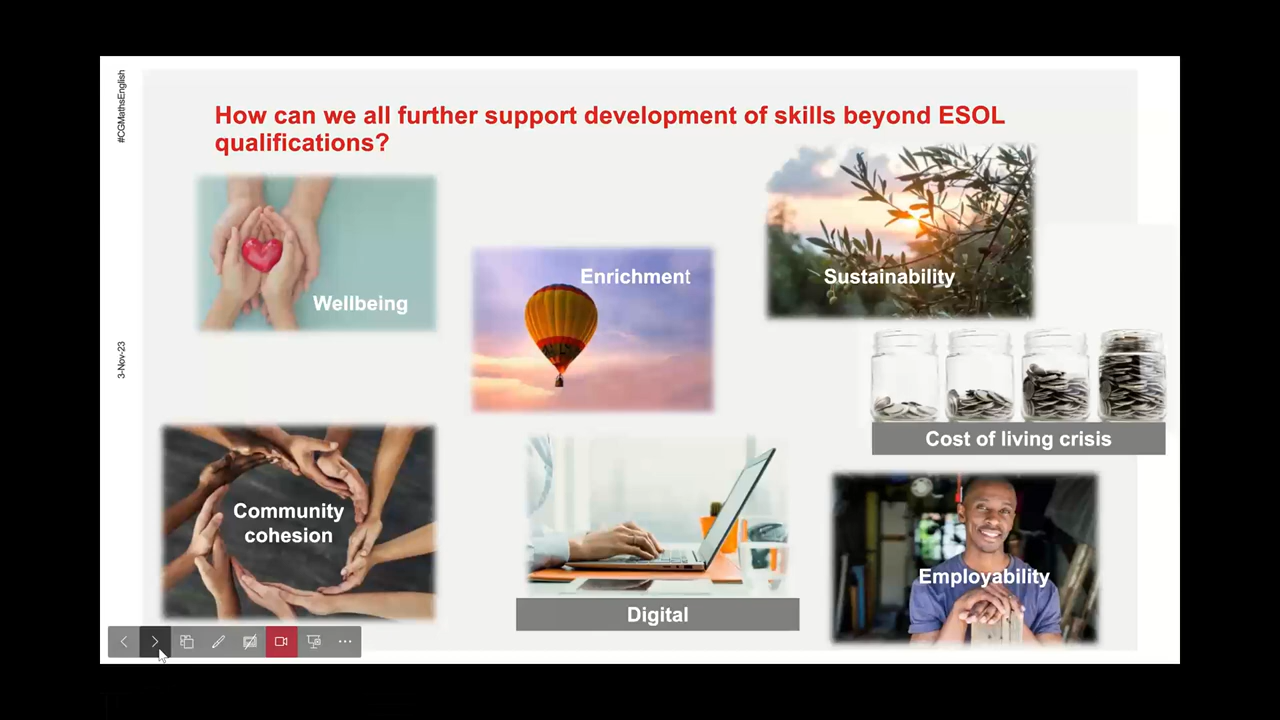 #CGMathsEnglish
How can we all further support development of skills beyond ESOL
qualifications?
Wellbeing
Enrichment
Sustainability
3-Nov-23
Cost of living crisis
Community
cohesion
Digital
Employability